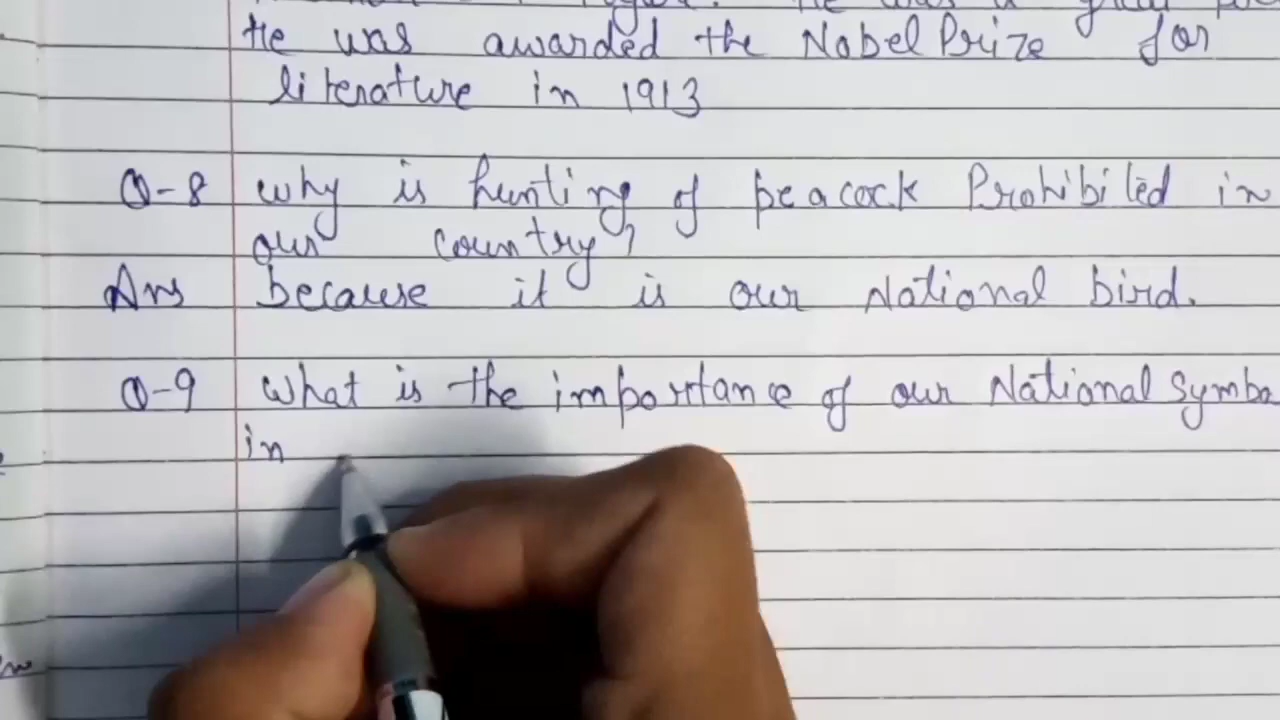 He was awarded the Nobel Prize for
literature in 1913
Q-8 why is hunting of peacock Prohibited in
our country?
Ans because it is our National bird.
Q-9 What is the importance of our National Symbo
in